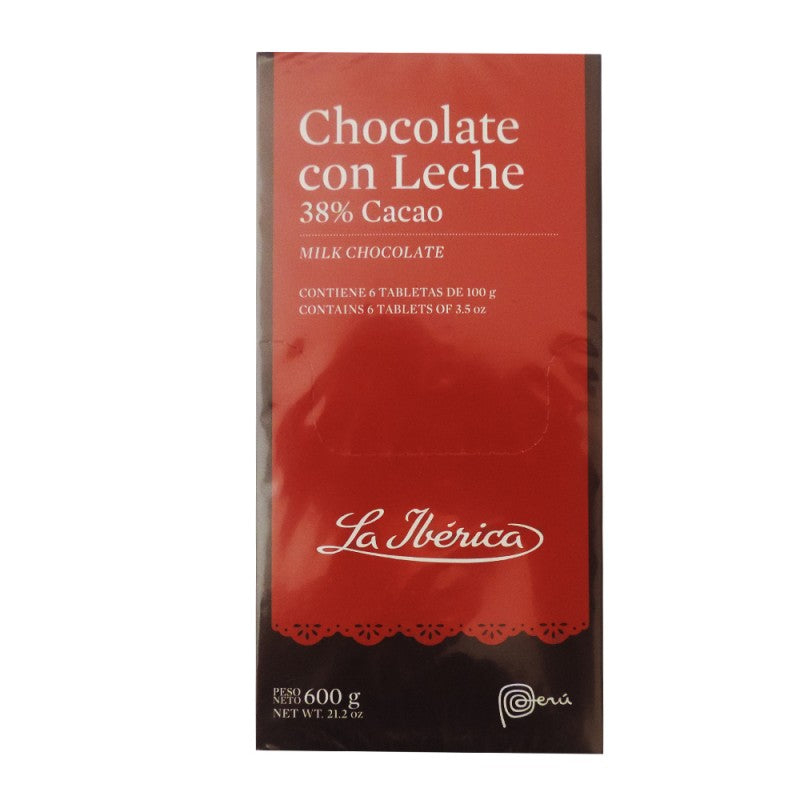 Chocolate
con Leche
38% Cacao
MILK CHOCOLATE
CONTIENE 6 TABLETAS DE 100 g
CONTAINS 6 TABLETS OF 3.5 oz
La Ibérica
PESO
NETO 600 g
NET WT. 21.2 oz
Perú